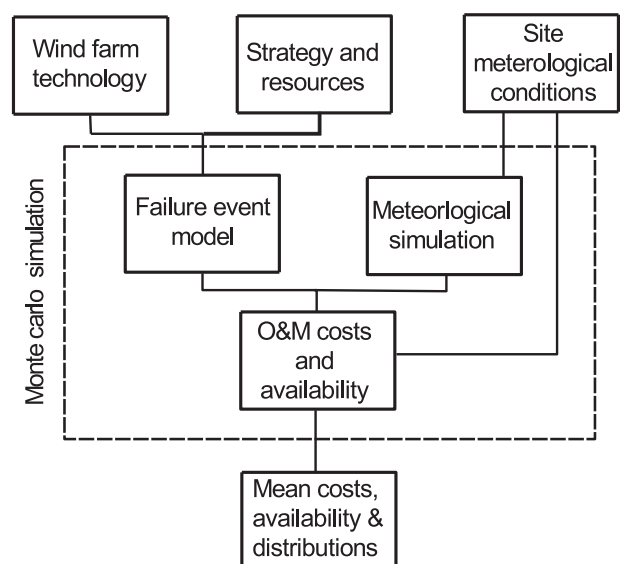 Wind farm
technology
Strategy and
resources
Site
meterological
conditions
Monte carlo simulation
Failure event
model
Meteorlogical
simulation
O&M costs
and
availability
Mean costs,
availability &
distributions